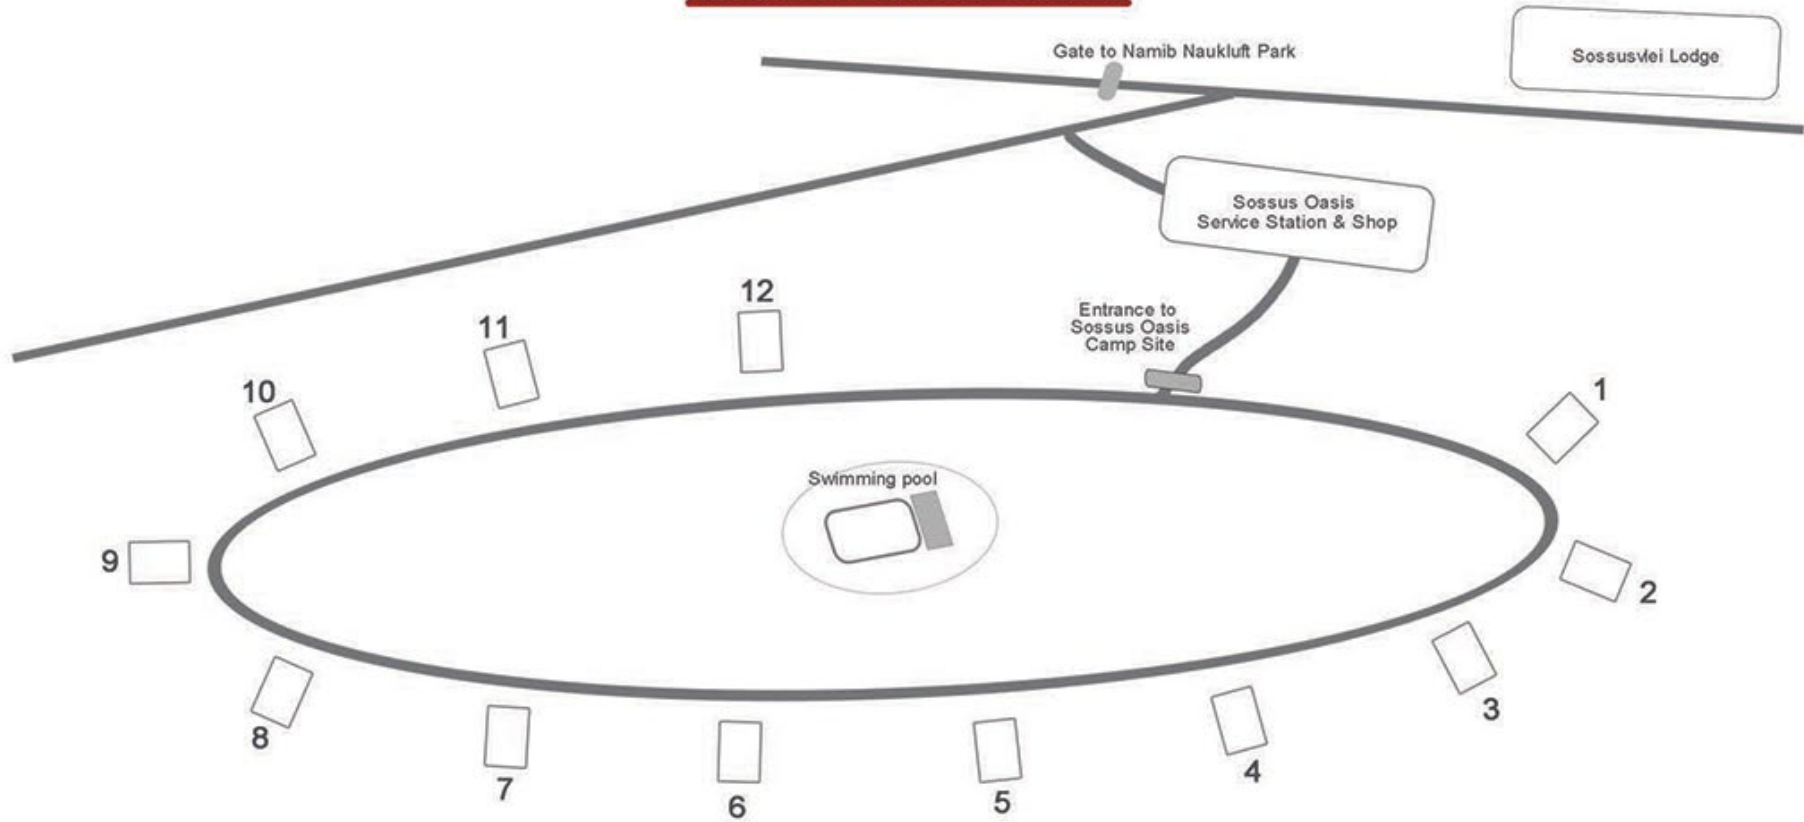 Gate to Namib Naukluft Park
Sossusvlei Lodge
Sossus Oasis
Service Station & Shop
Entrance to
Sossus Oasis
Camp Site
12
11
10
1
Swimming pool
9
2
3
8
7
6
5
4